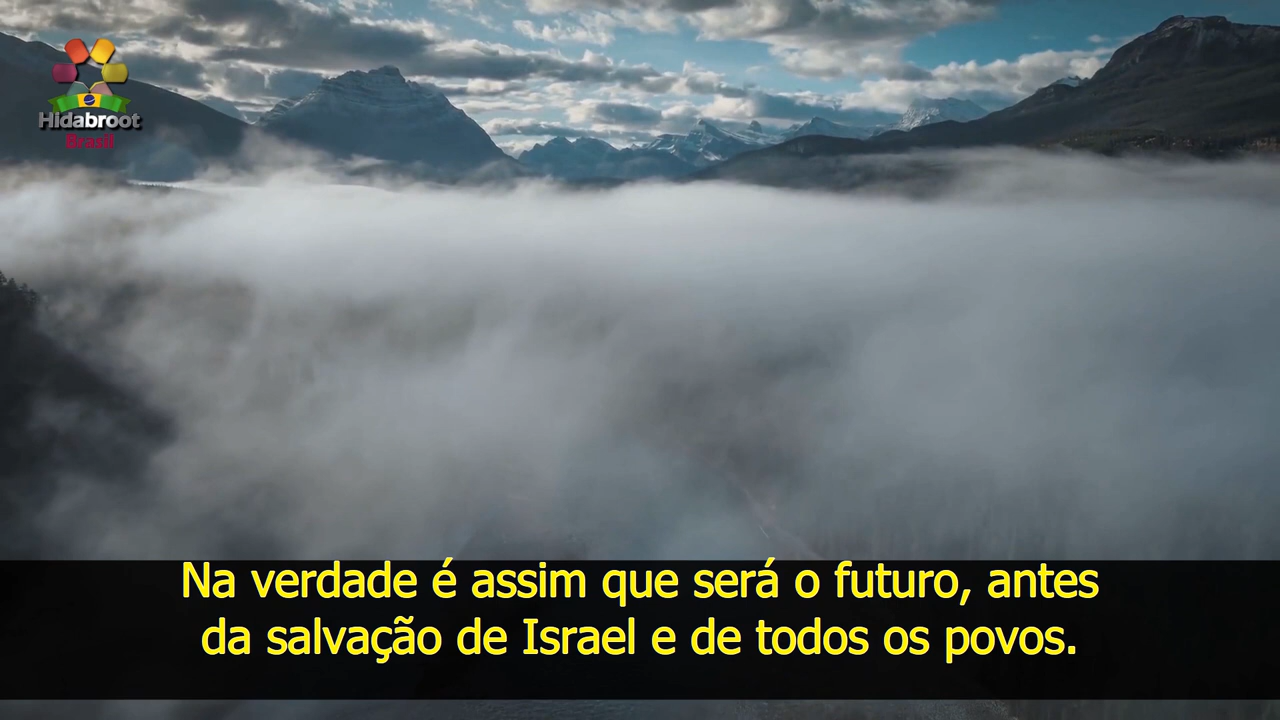 Hidabroot
Brasil
Na verdade é assim que será o futuro, antes
da salvação de Israel e de todos os povos.